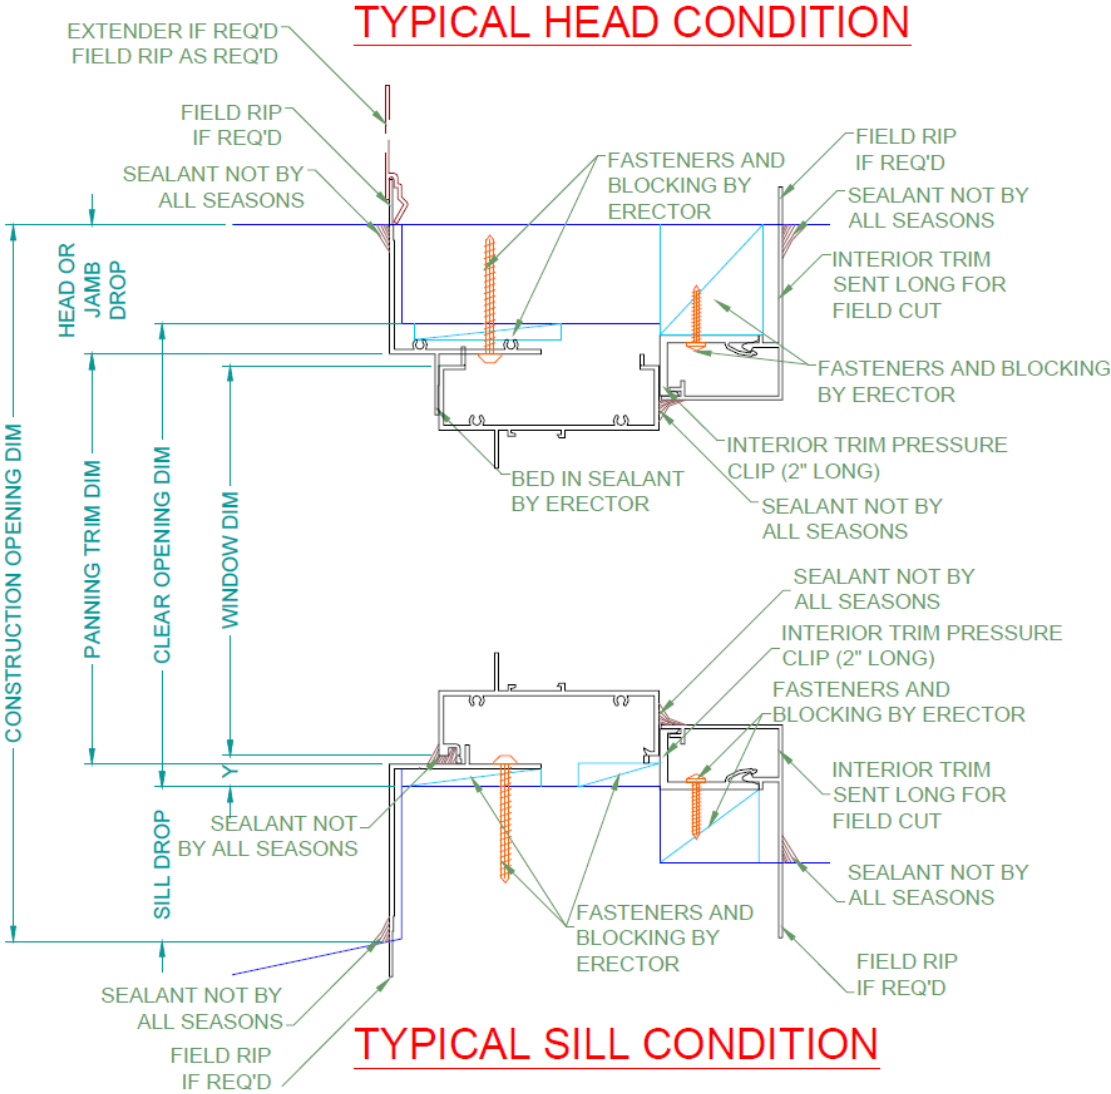 TYPICAL HEAD CONDITION
EXTENDER IF REQ'D
FIELD RIP AS REQ'D
FIELD RIP
IF REQ'D
SEALANT NOT BY
ALL SEASONS
FASTENERS AND
BLOCKING BY
ERECTOR
FIELD RIP
IF REQ'D
SEALANT NOT BY
ALL SEASONS
INTERIOR TRIM
SENT LONG FOR
FIELD CUT
FASTENERS AND BLOCKING
BY ERECTOR
INTERIOR TRIM PRESSURE
CLIP (2" LONG)
BED IN SEALANT
BY ERECTOR
SEALANT NOT BY
ALL SEASONS
HEAD OR
JAMB
DROP
CONSTRUCTION OPENING DIM
PANNING TRIM DIM
CLEAR OPENING DIM
WINDOW DIM
Y
SILL DROP
SEALANT NOT BY
ALL SEASONS
INTERIOR TRIM PRESSURE
CLIP (2" LONG)
FASTENERS AND
BLOCKING BY ERECTOR
INTERIOR TRIM
SENT LONG FOR
FIELD CUT
SEALANT NOT
BY ALL SEASONS
SEALANT NOT BY
ALL SEASONS
FASTENERS AND
BLOCKING BY
ERECTOR
FIELD RIP
IF REQ'D
SEALANT NOT BY
ALL SEASONS
FIELD RIP
IF REQ'D
TYPICAL SILL CONDITION